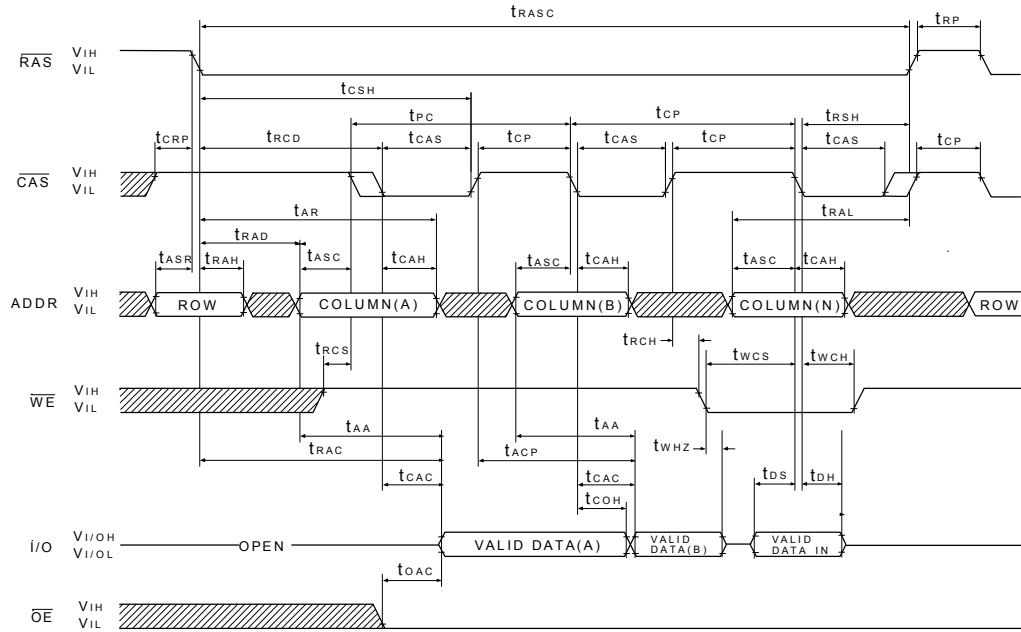 tRASC tRP
RAS VIH
VIL
tCSH
tPC tCP tRSH
tCRP tRCD tCAS tCP tCAS tCP tCAS tCP
CAS VIH
VIL
tAR tRAL
tRAD
tASR tRAH tASC tCAH tASC tCAH tASC tCAH
ADDR VIH
VIL
ROW COLUMN(A) COLUMN(B) COLUMN(N) ROW
tRCS tRCH tWCS tWCH
WE VIH
VIL
tAA tAA
tRAC tACP tWHZ
tCAC tCAC tDS tDH
tCOH
I/O VI/OH
VI/OL
OPEN VALID DATA(A) VALID DATA(B) VALID DATA IN
tOAC
OE VIH
VIL